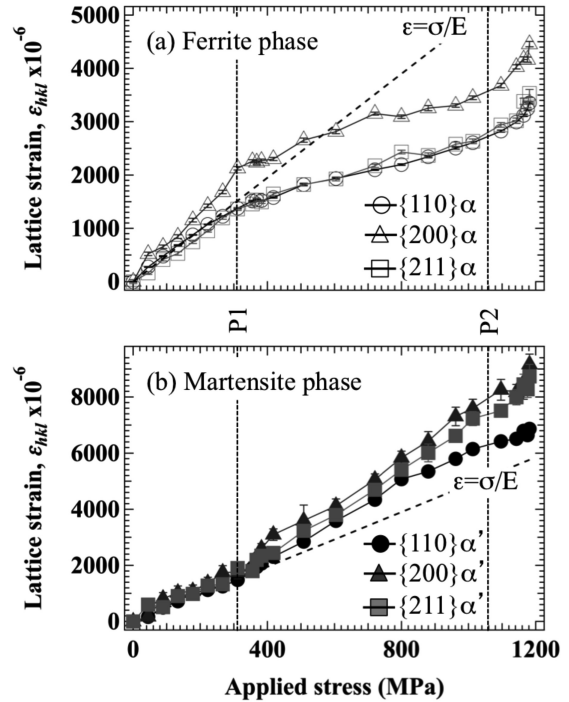 5000
4000
3000
2000
1000
0
Lattice strain, εhkl x10-6
(a) Ferrite phase
ε=σ/E
{110}α
{200}α
{211}α
P1
P2
8000
6000
4000
2000
0
Lattice strain, εhkl x10-6
(b) Martensite phase
ε=σ/E
{110}α’
{200}α’
{211}α’
0
400
800
1200
Applied stress (MPa)